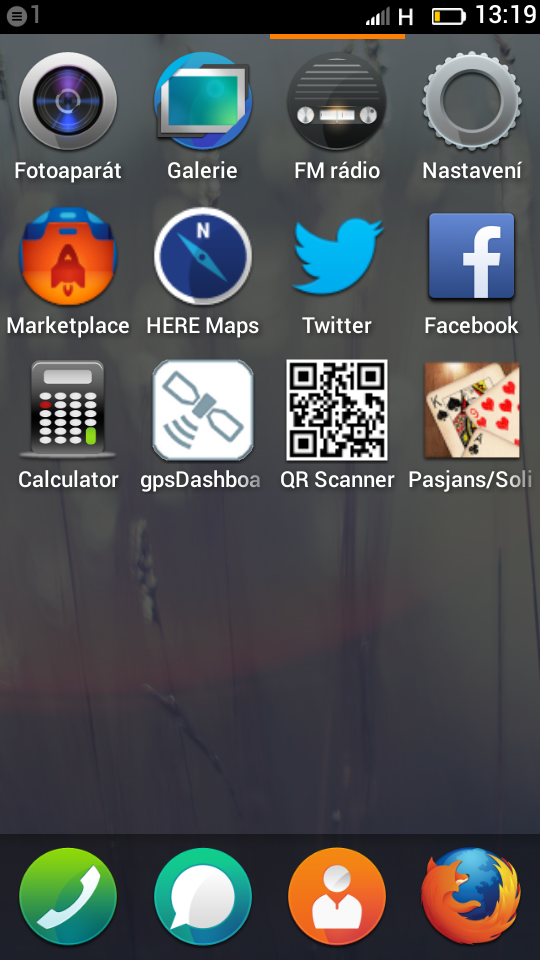 1 H 13:19
Fotoaparát Galerie FM rádio Nastavení
N
Marketplace HERE Maps Twitter Facebook
K
A
Calculator gpsDashboa QR Scanner Pasjans/Soli